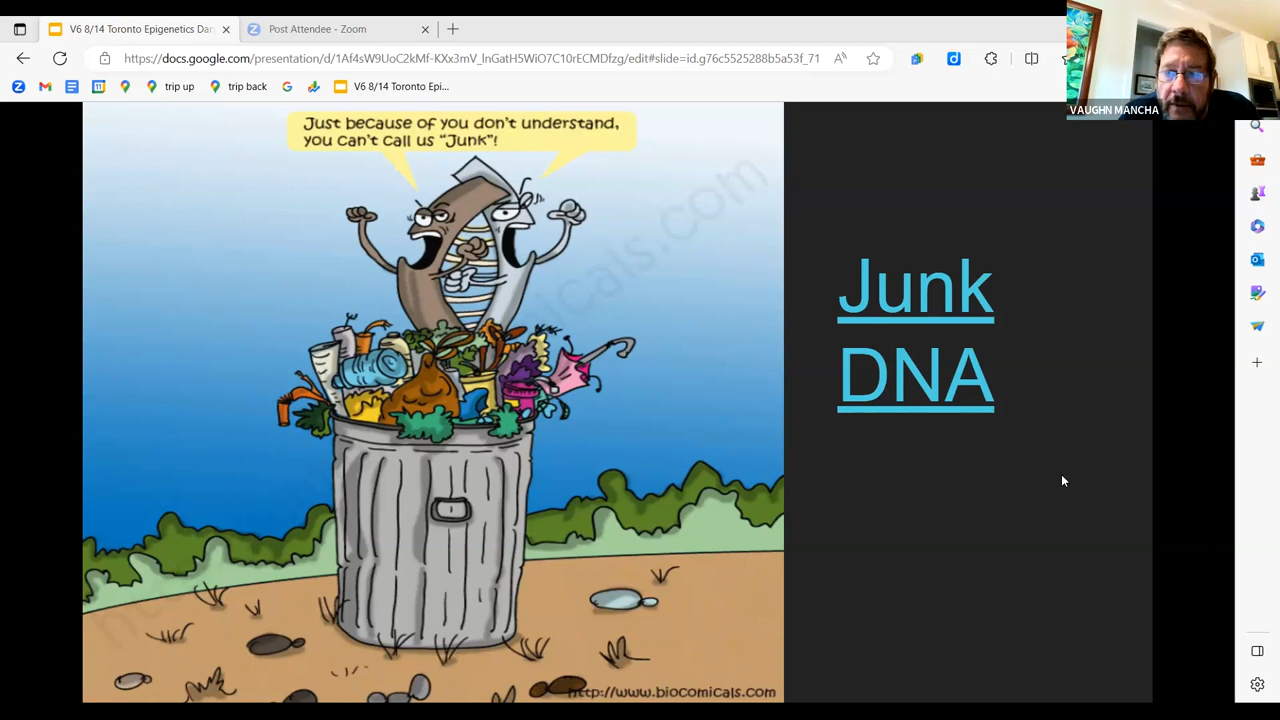 V6 8/14 Toronto Epigenetics Dar
Post Attendee - Zoom
https://docs.google.com/presentation/d/1Af4sVX4_oC2kMf-KXx3mV_lnGatH5WiO7C10rECMDfzg/edit#slide=id.g76c5525288b5a53f_71
trip up
trip back
V6 8/14 Toronto Epi...
VAUGHN MANCHA
Just because of you don't understand,
you can't call us "Junk"!
Junk
DNA
http://www.biocomicals.com